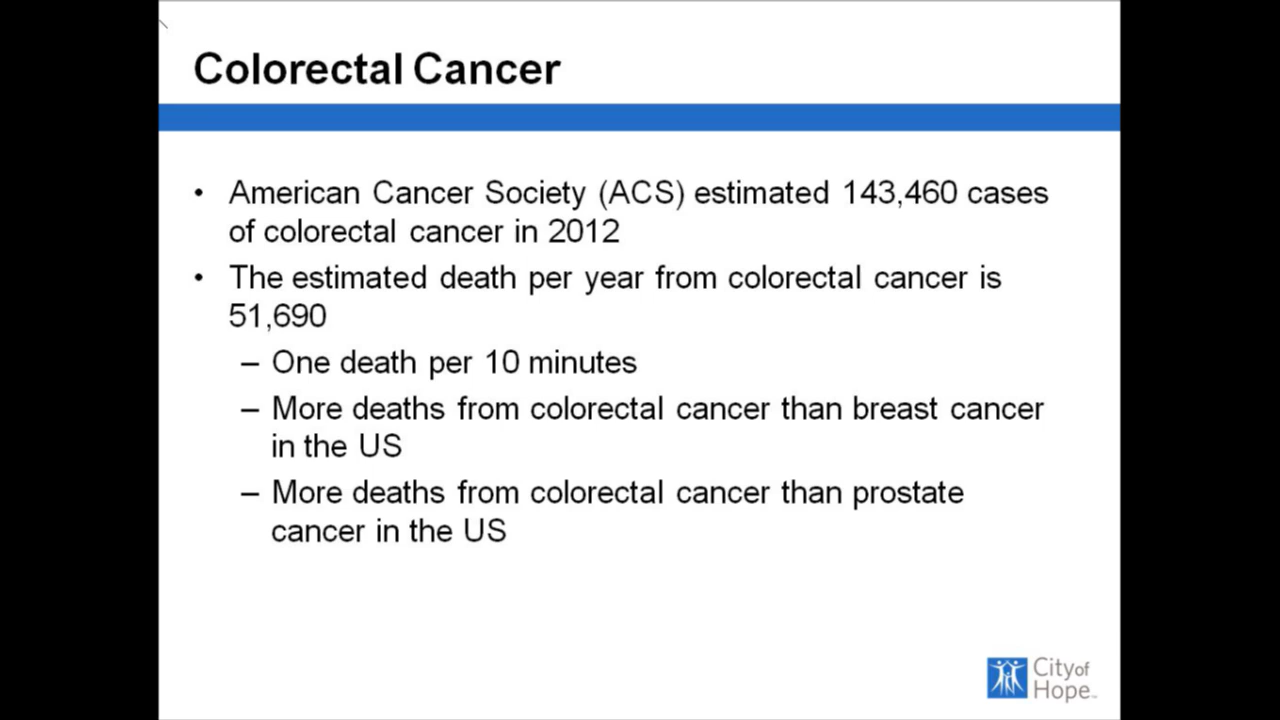 Colorectal Cancer
• American Cancer Society (ACS) estimated 143,460 cases
of colorectal cancer in 2012
• The estimated death per year from colorectal cancer is
51,690
– One death per 10 minutes
– More deaths from colorectal cancer than breast cancer
in the US
– More deaths from colorectal cancer than prostate
cancer in the US
City of
Hope